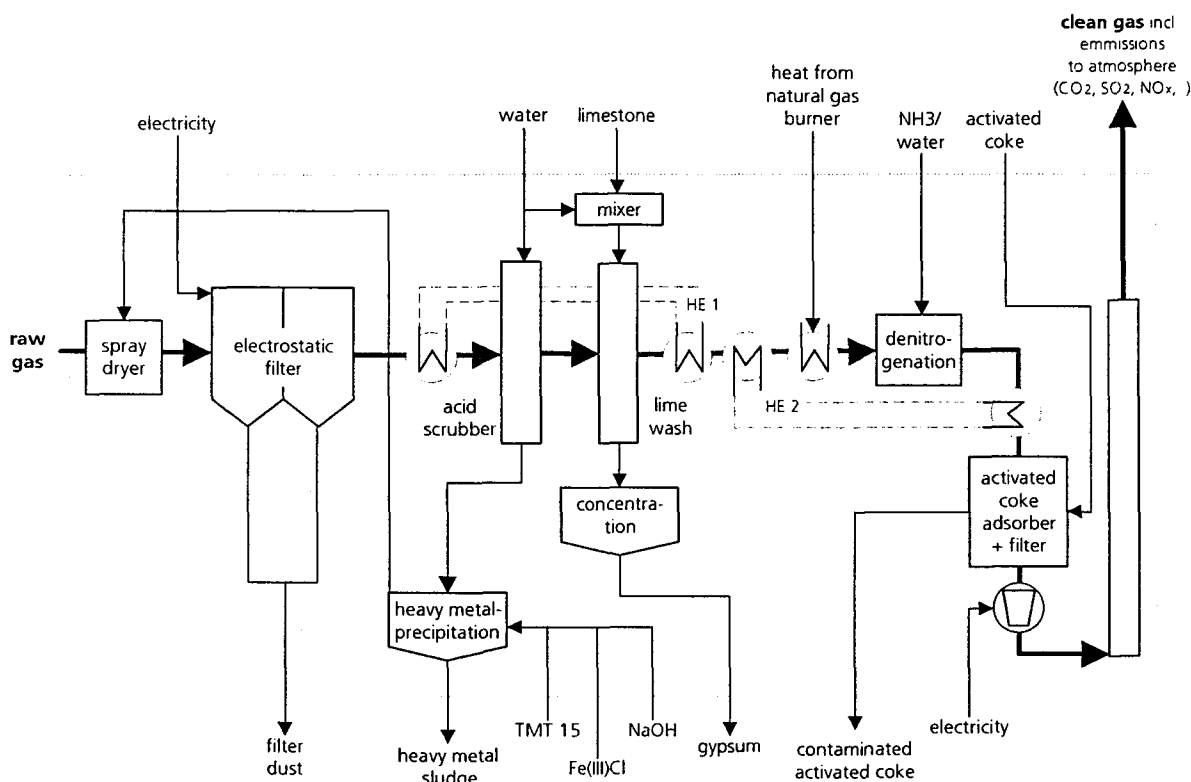 clean gas incl
emmissions
to atmosphere
(CO2, SO2, NOx, )
heat from
natural gas
burner
electricity
water
limestone
NH3/
water
activated
coke
mixer
HE 1
raw
gas
spray
dryer
electrostatic
filter
denitro-
genation
acid
scrubber
lime
wash
HE 2
concentra-
tion
activated
coke
adsorber
+ filter
heavy metal-
precipitation
TMT 15
NaOH
Fe(III)Cl
electricity
filter
dust
heavy metal
sludge
gypsum
contaminated
activated coke